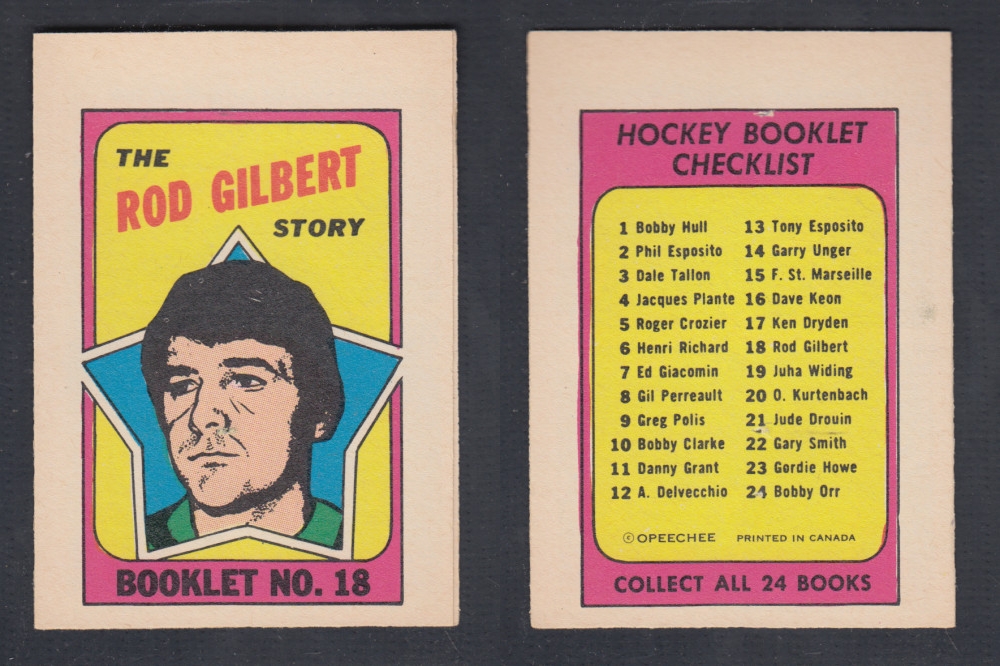 THE
ROD GILBERT
STORY
BOOKLET NO. 18
HOCKEY BOOKLET
CHECKLIST
1 Bobby Hull
2 Phil Esposito
3 Dale Tallon
4 Jacques Plante
5 Roger Crozier
6 Henri Richard
7 Ed Giacomin
8 Gil Perreault
9 Greg Polis
10 Bobby Clarke
11 Danny Grant
12 A. Delvecchio
13 Tony Esposito
14 Garry Unger
15 F. St. Marseille
16 Dave Keon
17 Ken Dryden
18 Rod Gilbert
19 Juha Widing
20 O. Kurtenbach
21 Jude Drouin
22 Gary Smith
23 Gordie Howe
24 Bobby Orr
© OPEECHEE PRINTED IN CANADA
COLLECT ALL 24 BOOKS